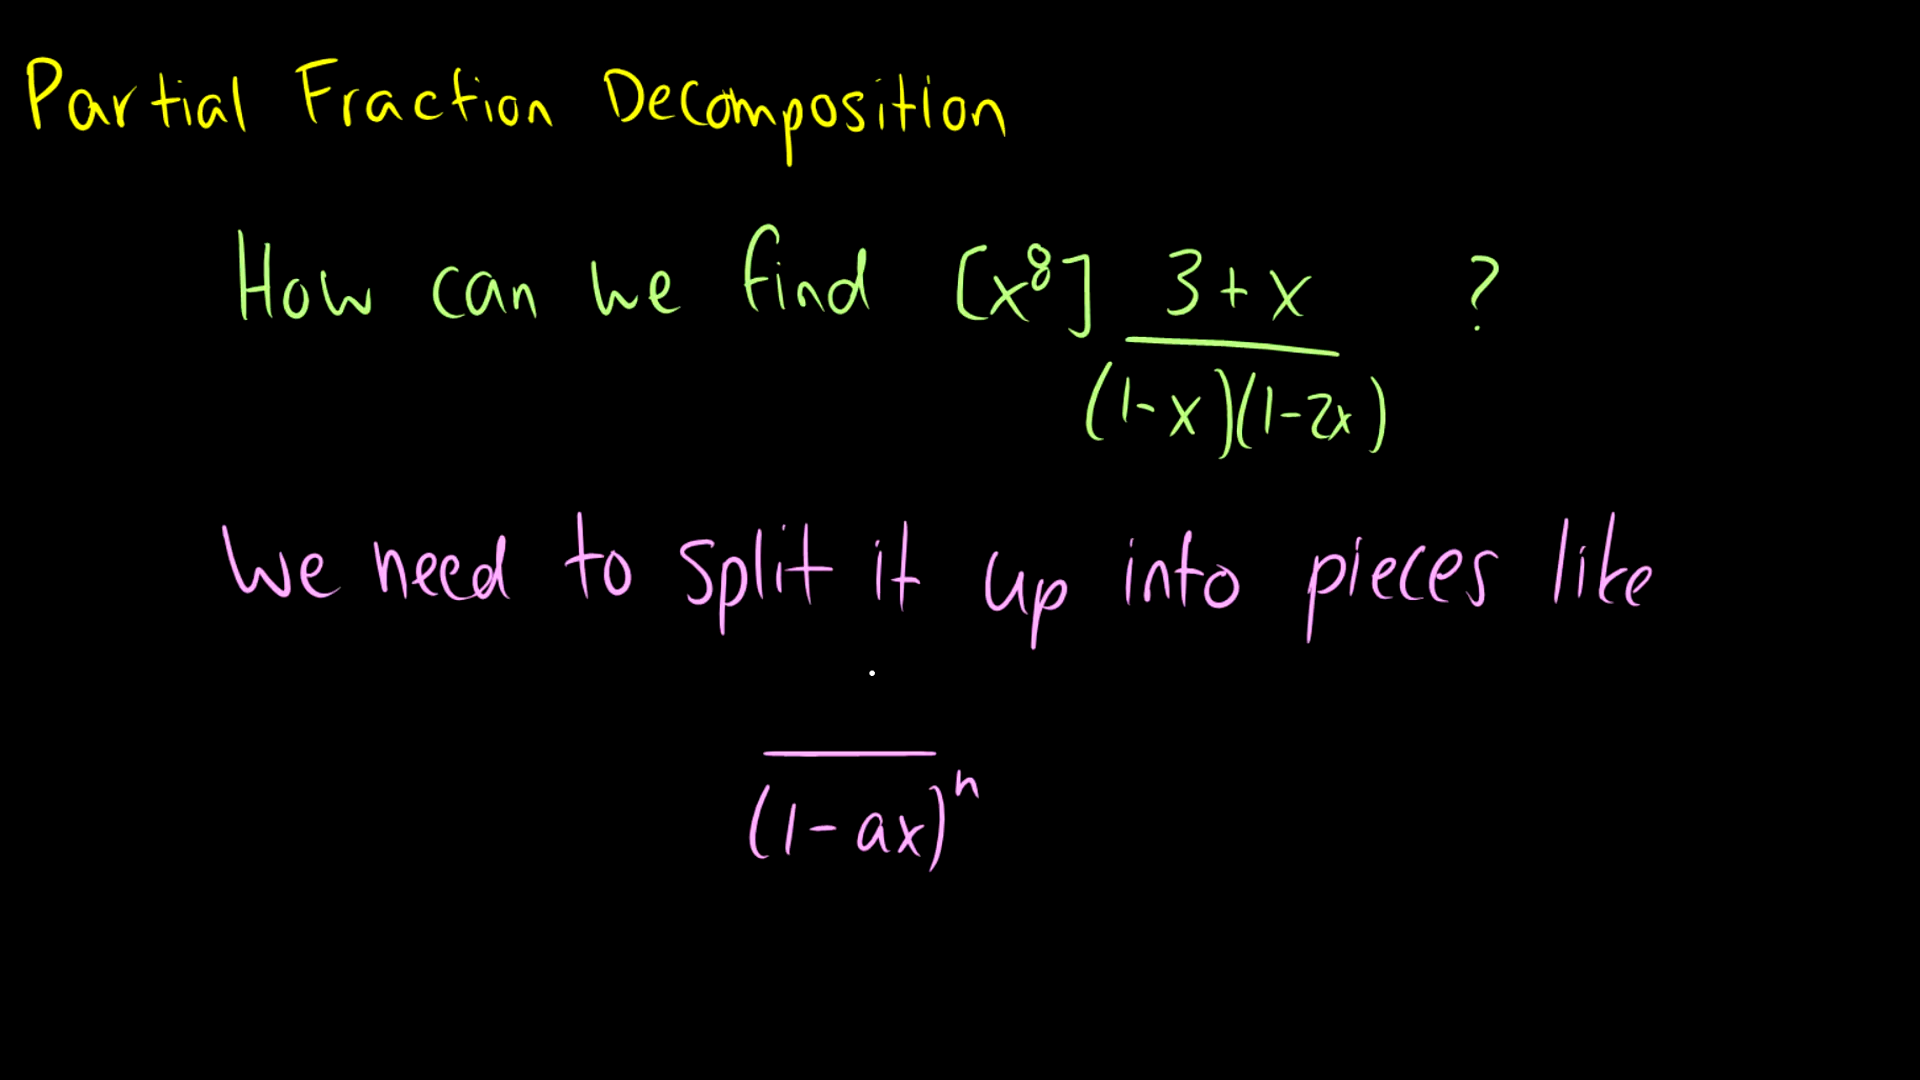 Partial Fraction Decomposition
How can we find [x⁸] 3+x ?
(1-x)(1-2x)
We need to split it up into pieces like
(1-ax)ⁿ